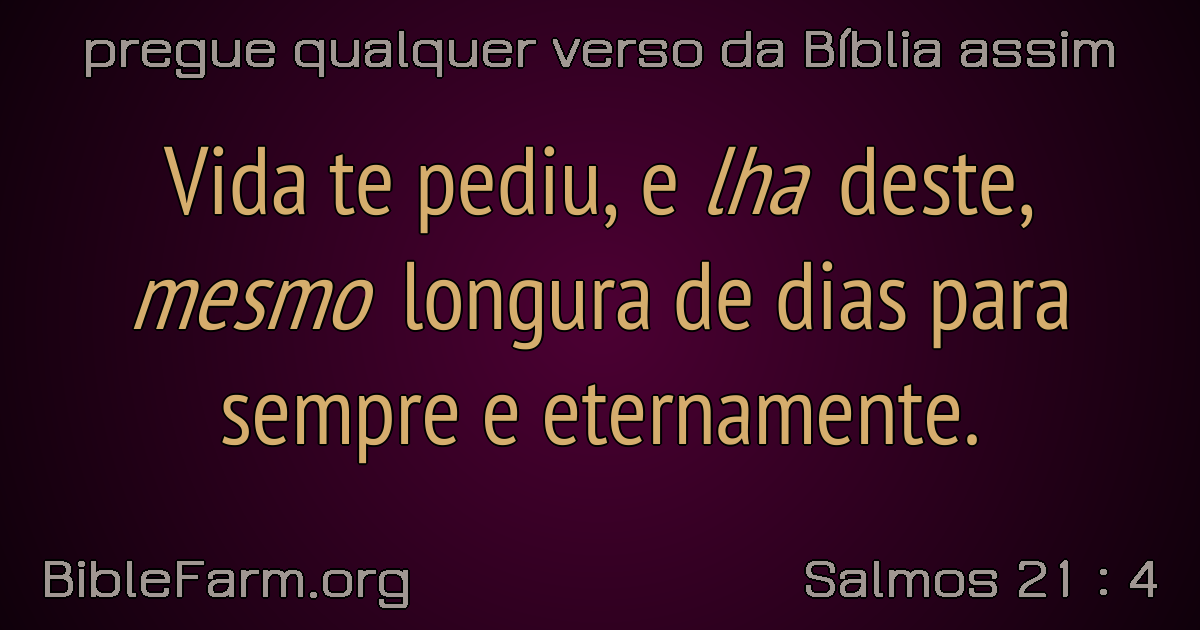 pregue qualquer verso da Bíblia assim
Vida te pediu, e lha deste,
mesmo longura de dias para
sempre e eternamente.
BibleFarm.org
Salmos 21 : 4